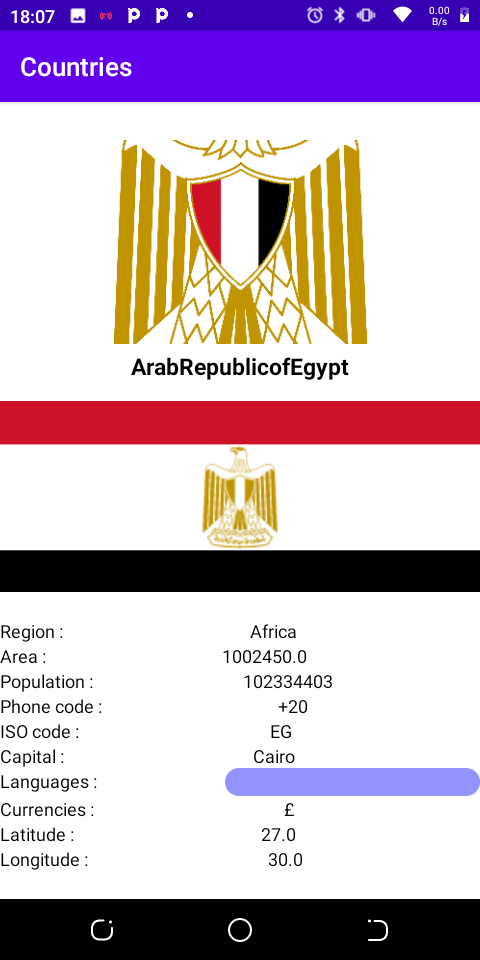 18:07
0.00
B/s
Countries
ArabRepublicofEgypt
Region : Africa
Area : 1002450.0
Population : 102334403
Phone code : +20
ISO code : EG
Capital : Cairo
Languages :
Currencies : £
Latitude : 27.0
Longitude : 30.0